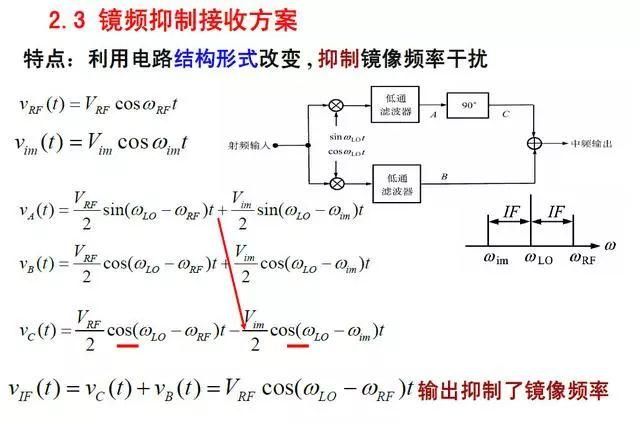 2.3 镜频抑制接收方案
特点：利用电路结构形式改变，抑制镜像频率干扰
v_RF(t) = V_RF cos ω_RF t
v_im(t) = V_im cos ω_im t
低通
滤波器
A
90°
C
射频输入
sin ω_LO t
cos ω_LO t
中频输出
低通
滤波器
B
v_A(t) = V_RF/2 sin(ω_LO − ω_RF)t + V_im/2 sin(ω_LO − ω_im)t
v_B(t) = V_RF/2 cos(ω_LO − ω_RF)t + V_im/2 cos(ω_LO − ω_im)t
IF IF
ω_im ω_LO ω_RF ω
v_C(t) = V_RF/2 cos(ω_LO − ω_RF)t − V_im/2 cos(ω_LO − ω_im)t
v_IF(t) = v_C(t) + v_B(t) = V_RF cos(ω_LO − ω_RF)t 输出抑制了镜像频率